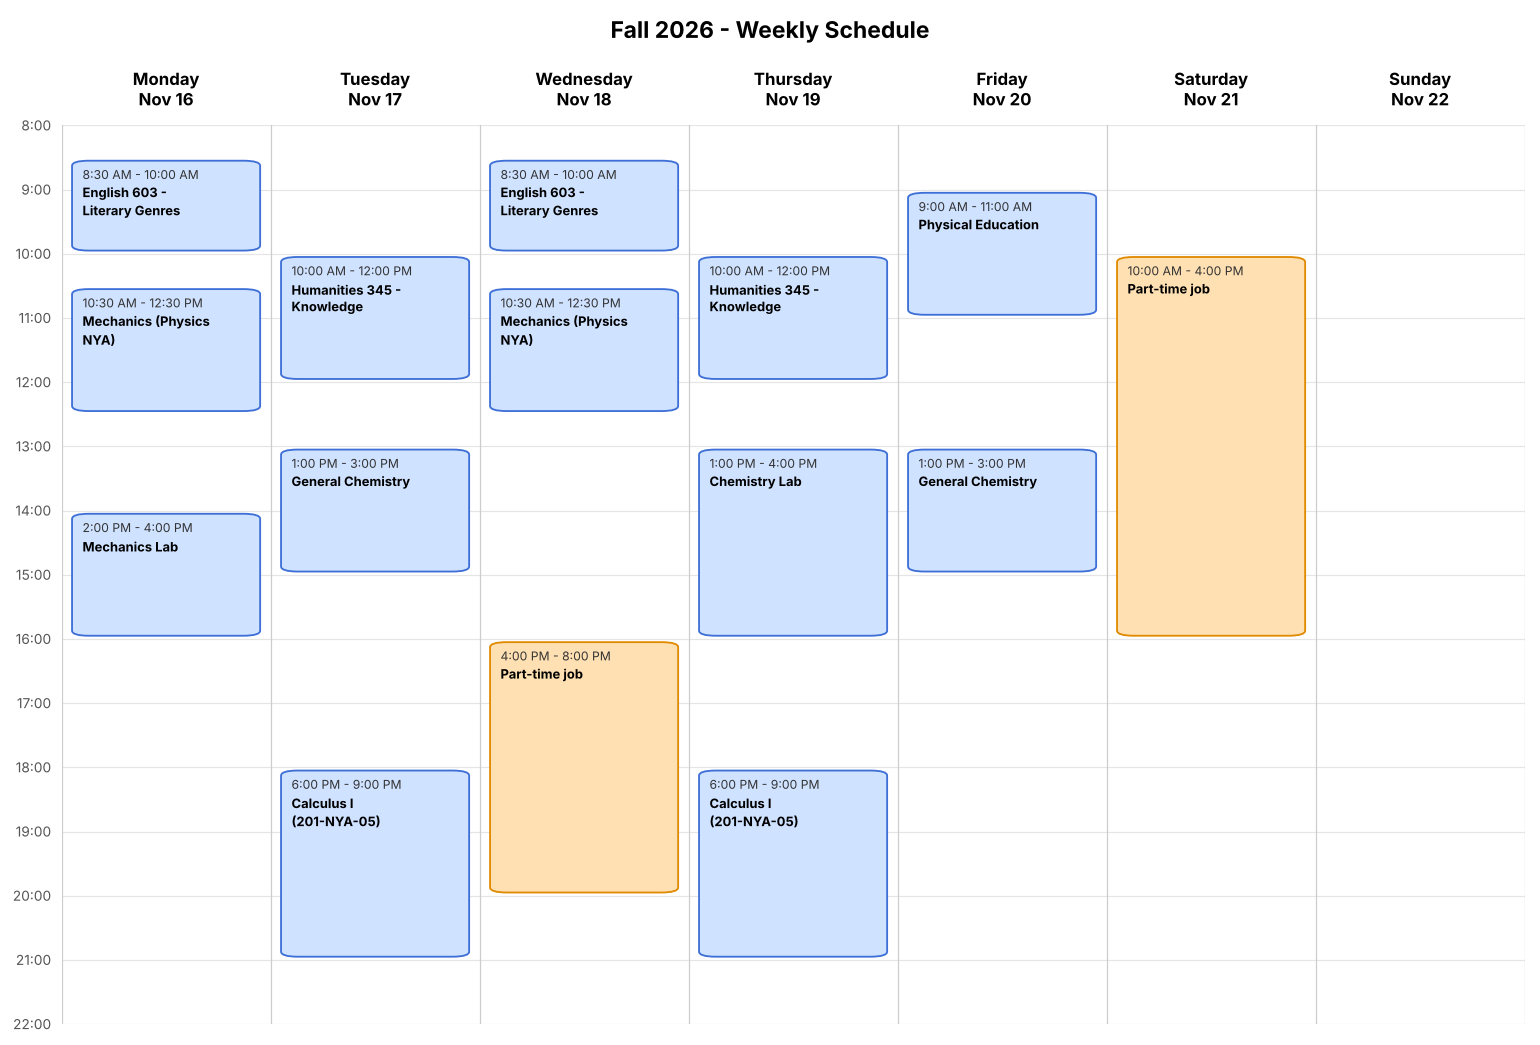 Fall 2026 - Weekly Schedule
Monday
Nov 16
Tuesday
Nov 17
Wednesday
Nov 18
Thursday
Nov 19
Friday
Nov 20
Saturday
Nov 21
Sunday
Nov 22
8:00
9:00
10:00
11:00
12:00
13:00
14:00
15:00
16:00
17:00
18:00
19:00
20:00
21:00
22:00
8:30 AM - 10:00 AM
English 603 -
Literary Genres
10:30 AM - 12:30 PM
Mechanics (Physics
NYA)
2:00 PM - 4:00 PM
Mechanics Lab
10:00 AM - 12:00 PM
Humanities 345 -
Knowledge
1:00 PM - 3:00 PM
General Chemistry
6:00 PM - 9:00 PM
Calculus I
(201-NYA-05)
8:30 AM - 10:00 AM
English 603 -
Literary Genres
10:30 AM - 12:30 PM
Mechanics (Physics
NYA)
4:00 PM - 8:00 PM
Part-time job
10:00 AM - 12:00 PM
Humanities 345 -
Knowledge
1:00 PM - 4:00 PM
Chemistry Lab
6:00 PM - 9:00 PM
Calculus I
(201-NYA-05)
9:00 AM - 11:00 AM
Physical Education
1:00 PM - 3:00 PM
General Chemistry
10:00 AM - 4:00 PM
Part-time job